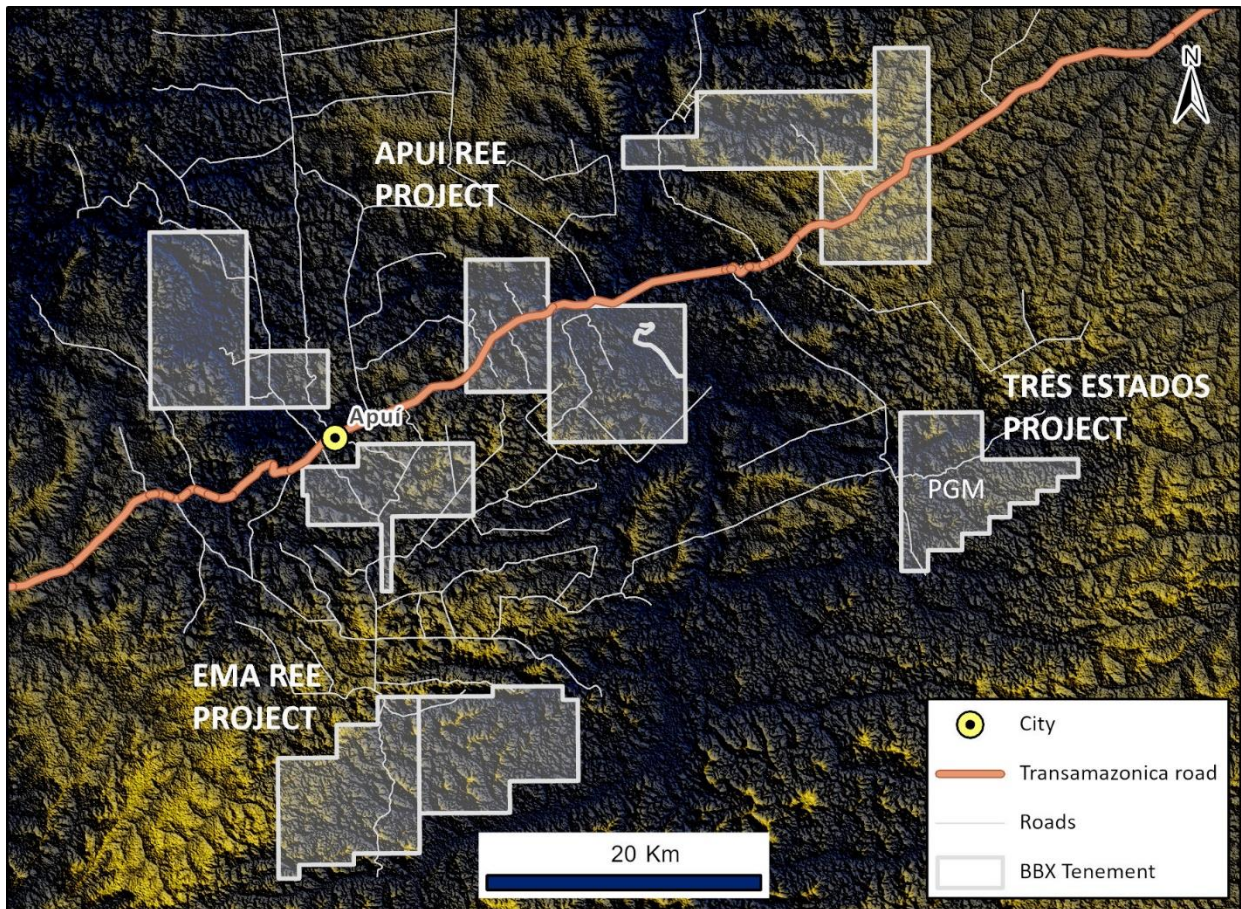 N
APUI REE
PROJECT
Apuí
TRÊS ESTADOS
PROJECT
PGM
EMA REE
PROJECT
City
Transamazonica road
Roads
BBX Tenement
20 Km